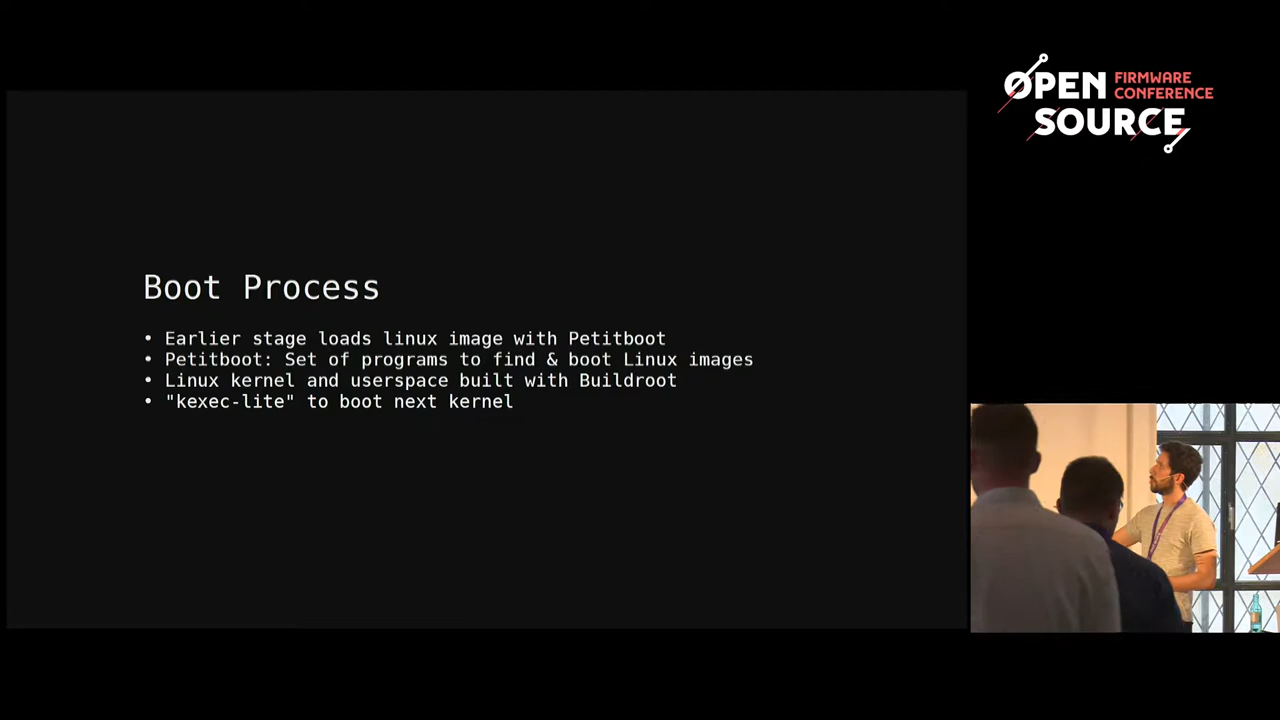 OPEN FIRMWARE
CONFERENCE
SOURCE
Boot Process
• Earlier stage loads linux image with Petitboot
• Petitboot: Set of programs to find & boot Linux images
• Linux kernel and userspace built with Buildroot
• "kexec-lite" to boot next kernel